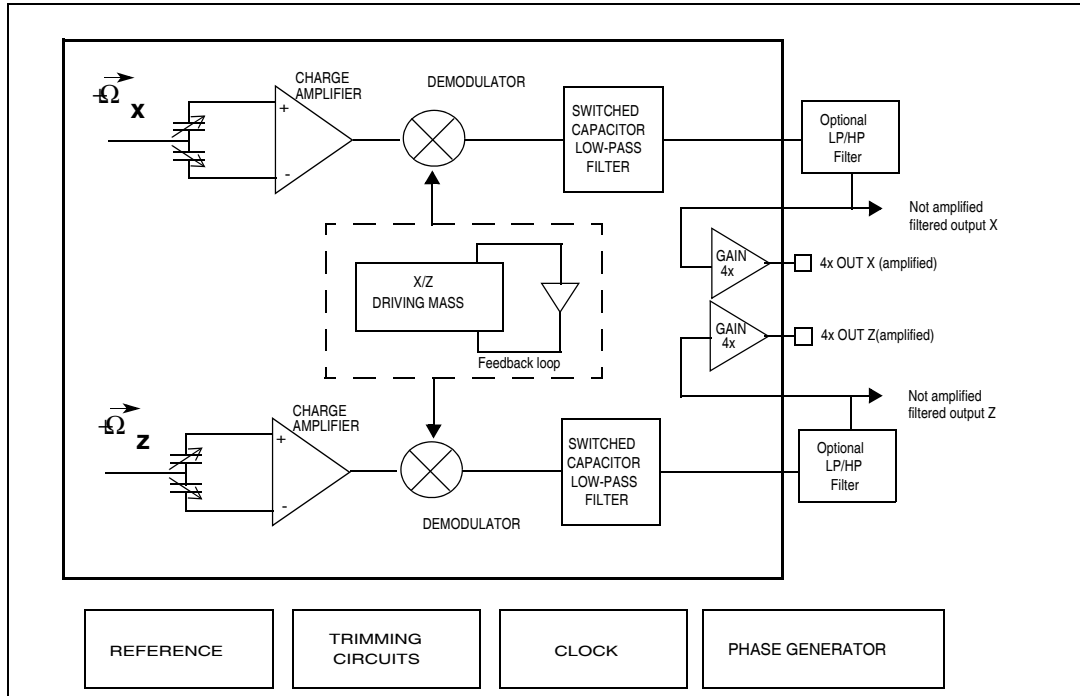 +Ω x
CHARGE
AMPLIFIER
+
-
DEMODULATOR
SWITCHED
CAPACITOR
LOW-PASS
FILTER
Optional
LP/HP
Filter
Not amplified
filtered output X
GAIN
4x
4x OUT X (amplified)
X/Z
DRIVING MASS
Feedback loop
GAIN
4x
4x OUT Z(amplified)
Not amplified
filtered output Z
+Ω z
CHARGE
AMPLIFIER
+
-
DEMODULATOR
SWITCHED
CAPACITOR
LOW-PASS
FILTER
Optional
LP/HP
Filter
REFERENCE
TRIMMING
CIRCUITS
CLOCK
PHASE GENERATOR